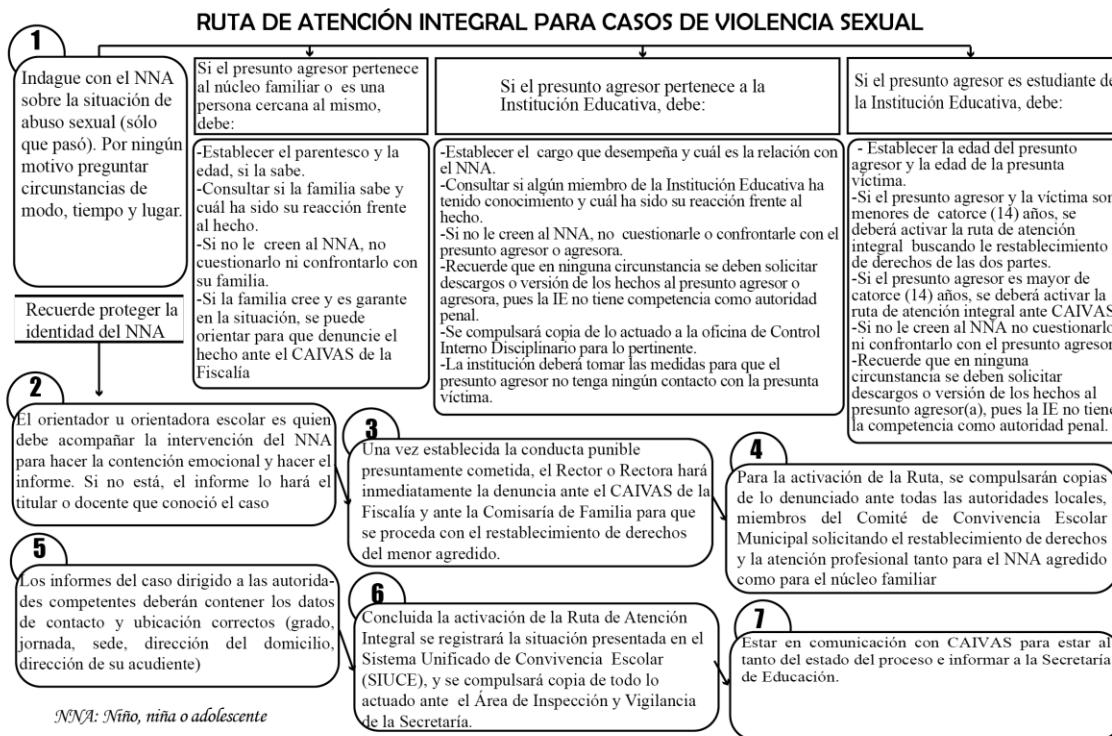 RUTA DE ATENCIÓN INTEGRAL PARA CASOS DE VIOLENCIA SEXUAL
1
Indague con el NNA
sobre la situación de
abuso sexual (sólo
que pasó). Por ningún
motivo preguntar
circunstancias de
modo, tiempo y lugar.
Recuerde proteger la
identidad del NNA
Si el presunto agresor pertenece
al núcleo familiar o es una
persona cercana al mismo,
debe:
-Establecer el parentesco y la
edad, si la sabe.
-Consultar si la familia sabe y
cuál ha sido su reacción frente
al hecho.
-Si no le creen al NNA, no
cuestionarlo ni confrontarlo con
su familia.
-Si la familia cree y es garante
en la situación, se puede
orientar para que denuncie el
hecho ante el CAIVAS de la
Fiscalía
Si el presunto agresor pertenece a la
Institución Educativa, debe:
-Establecer el cargo que desempeña y cuál es la relación con
el NNA.
-Consultar si algún miembro de la Institución Educativa ha
tenido conocimiento y cuál ha sido su reacción frente al
hecho.
-Si no le creen al NNA, no cuestionarle o confrontarle con el
presunto agresor o agresora.
-Recuerde que en ninguna circunstancia se deben solicitar
descargos o versión de los hechos al presunto agresor o
agresora, pues la IE no tiene competencia como autoridad
penal.
-Se compulsará copia de lo actuado a la oficina de Control
Interno Disciplinario para lo pertinente.
-La institución deberá tomar las medidas para que el
presunto agresor no tenga ningún contacto con la presunta
víctima.
Si el presunto agresor es estudiante de
la Institución Educativa, debe:
- Establecer la edad del presunto
agresor y la edad de la presunta
víctima.
-Si el presunto agresor y la víctima son
menores de catorce (14) años, se
deberá activar la ruta de atención
integral buscando le restablecimiento
de derechos de las dos partes.
-Si el presunto agresor es mayor de
catorce (14) años, se deberá activar la
ruta de atención integral ante CAIVAS
-Si no le creen al NNA no cuestionarlo
ni confrontarlo con el presunto agresor
-Recuerde que en ninguna
circunstancia se deben solicitar
descargos o versión de los hechos al
presunto agresor(a), pues la IE no tiene
la competencia como autoridad penal.
2
El orientador u orientadora escolar es quien
debe acompañar la intervención del NNA
para hacer la contención emocional y hacer el
informe. Si no está, el informe lo hará el
titular o docente que conoció el caso
3
Una vez establecida la conducta punible
presuntamente cometida, el Rector o Rectora hará
inmediatamente la denuncia ante el CAIVAS de la
Fiscalía y ante la Comisaría de Familia para que
se proceda con el restablecimiento de derechos
del menor agredido.
4
Para la activación de la Ruta, se compulsarán copias
de lo denunciado ante todas las autoridades locales,
miembros del Comité de Convivencia Escolar
Municipal solicitando el restablecimiento de derechos
y la atención profesional tanto para el NNA agredido
como para el núcleo familiar
5
Los informes del caso dirigido a las autorida-
des competentes deberán contener los datos
de contacto y ubicación correctos (grado,
jornada, sede, dirección del domicilio,
dirección de su acudiente)
6
Concluida la activación de la Ruta de Atención
Integral se registrará la situación presentada en el
Sistema Unificado de Convivencia Escolar
(SIUCE), y se compulsará copia de todo lo
actuado ante el Área de Inspección y Vigilancia
de la Secretaría.
7
Estar en comunicación con CAIVAS para estar al
tanto del estado del proceso e informar a la Secretaría
de Educación.
NNA: Niño, niña o adolescente